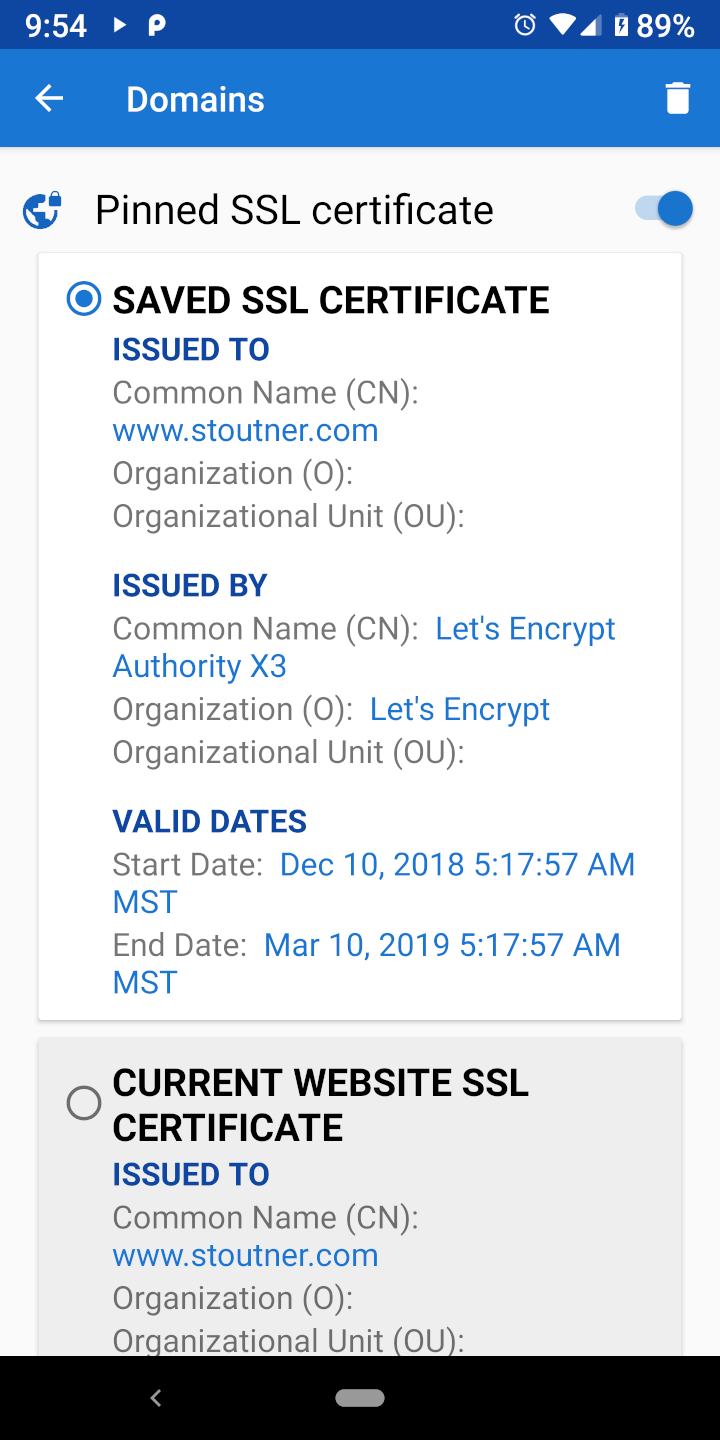 9:54
89%
Domains
Pinned SSL certificate
SAVED SSL CERTIFICATE
ISSUED TO
Common Name (CN):
www.stoutner.com
Organization (O):
Organizational Unit (OU):
ISSUED BY
Common Name (CN): Let's Encrypt
Authority X3
Organization (O): Let's Encrypt
Organizational Unit (OU):
VALID DATES
Start Date: Dec 10, 2018 5:17:57 AM
MST
End Date: Mar 10, 2019 5:17:57 AM
MST
CURRENT WEBSITE SSL
CERTIFICATE
ISSUED TO
Common Name (CN):
www.stoutner.com
Organization (O):
Organizational Unit (OU):